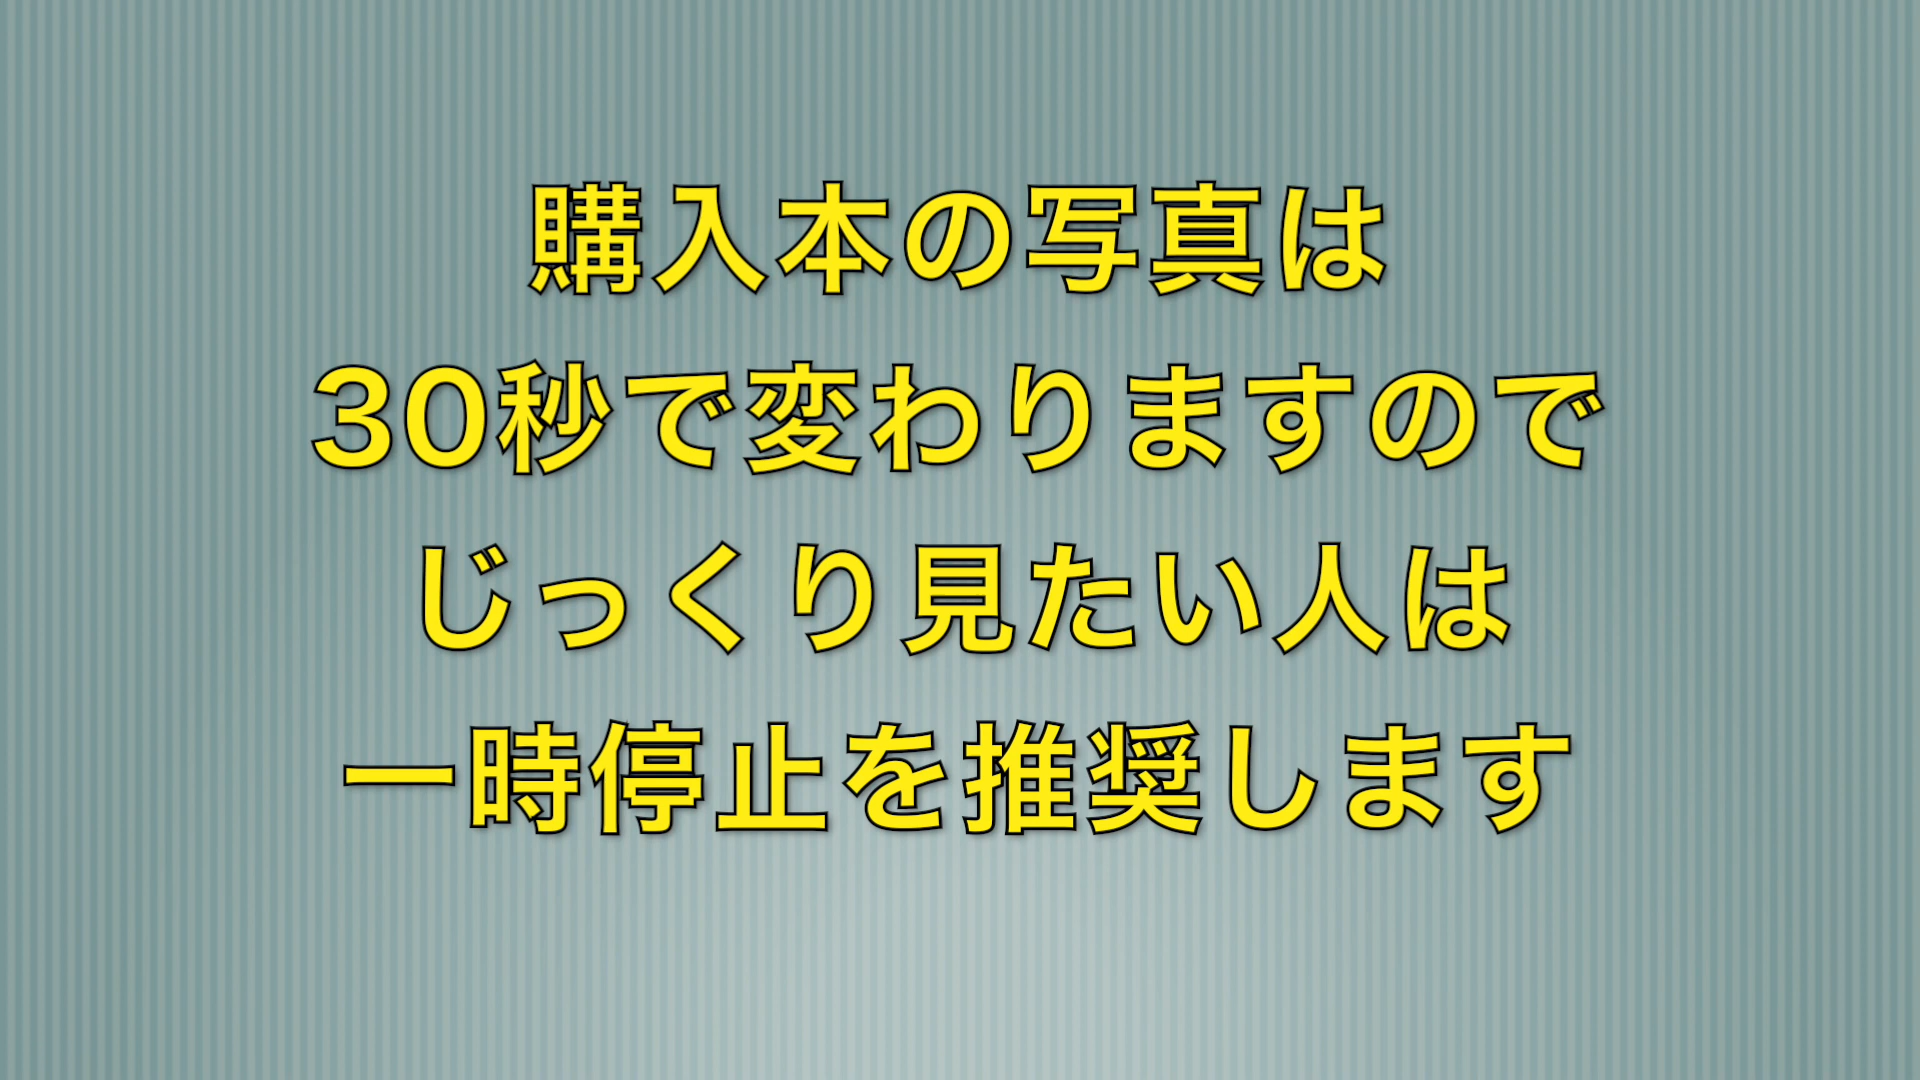 購入本の写真は
30秒で変わりますので
じっくり見たい人は
一時停止を推奨します